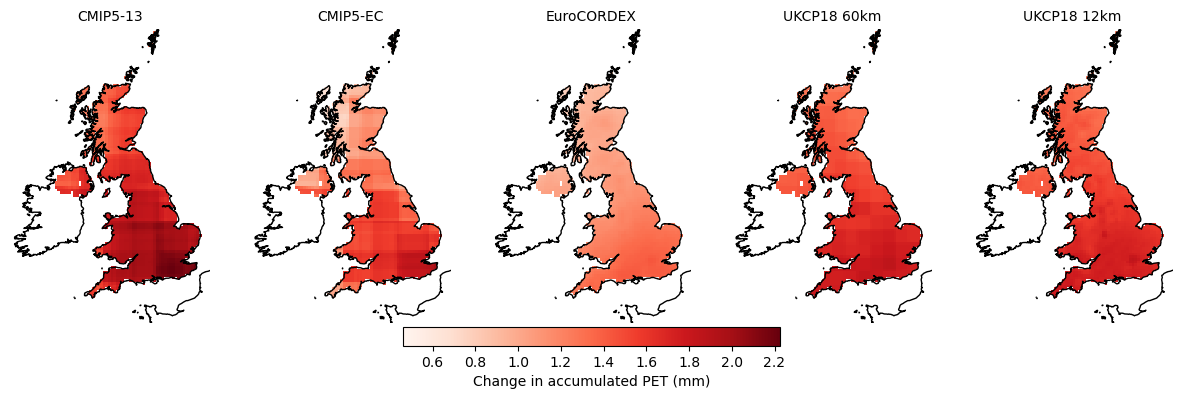 CMIP5-13 CMIP5-EC EuroCORDEX UKCP18 60km UKCP18 12km
0.6 0.8 1.0 1.2 1.4 1.6 1.8 2.0 2.2
Change in accumulated PET (mm)